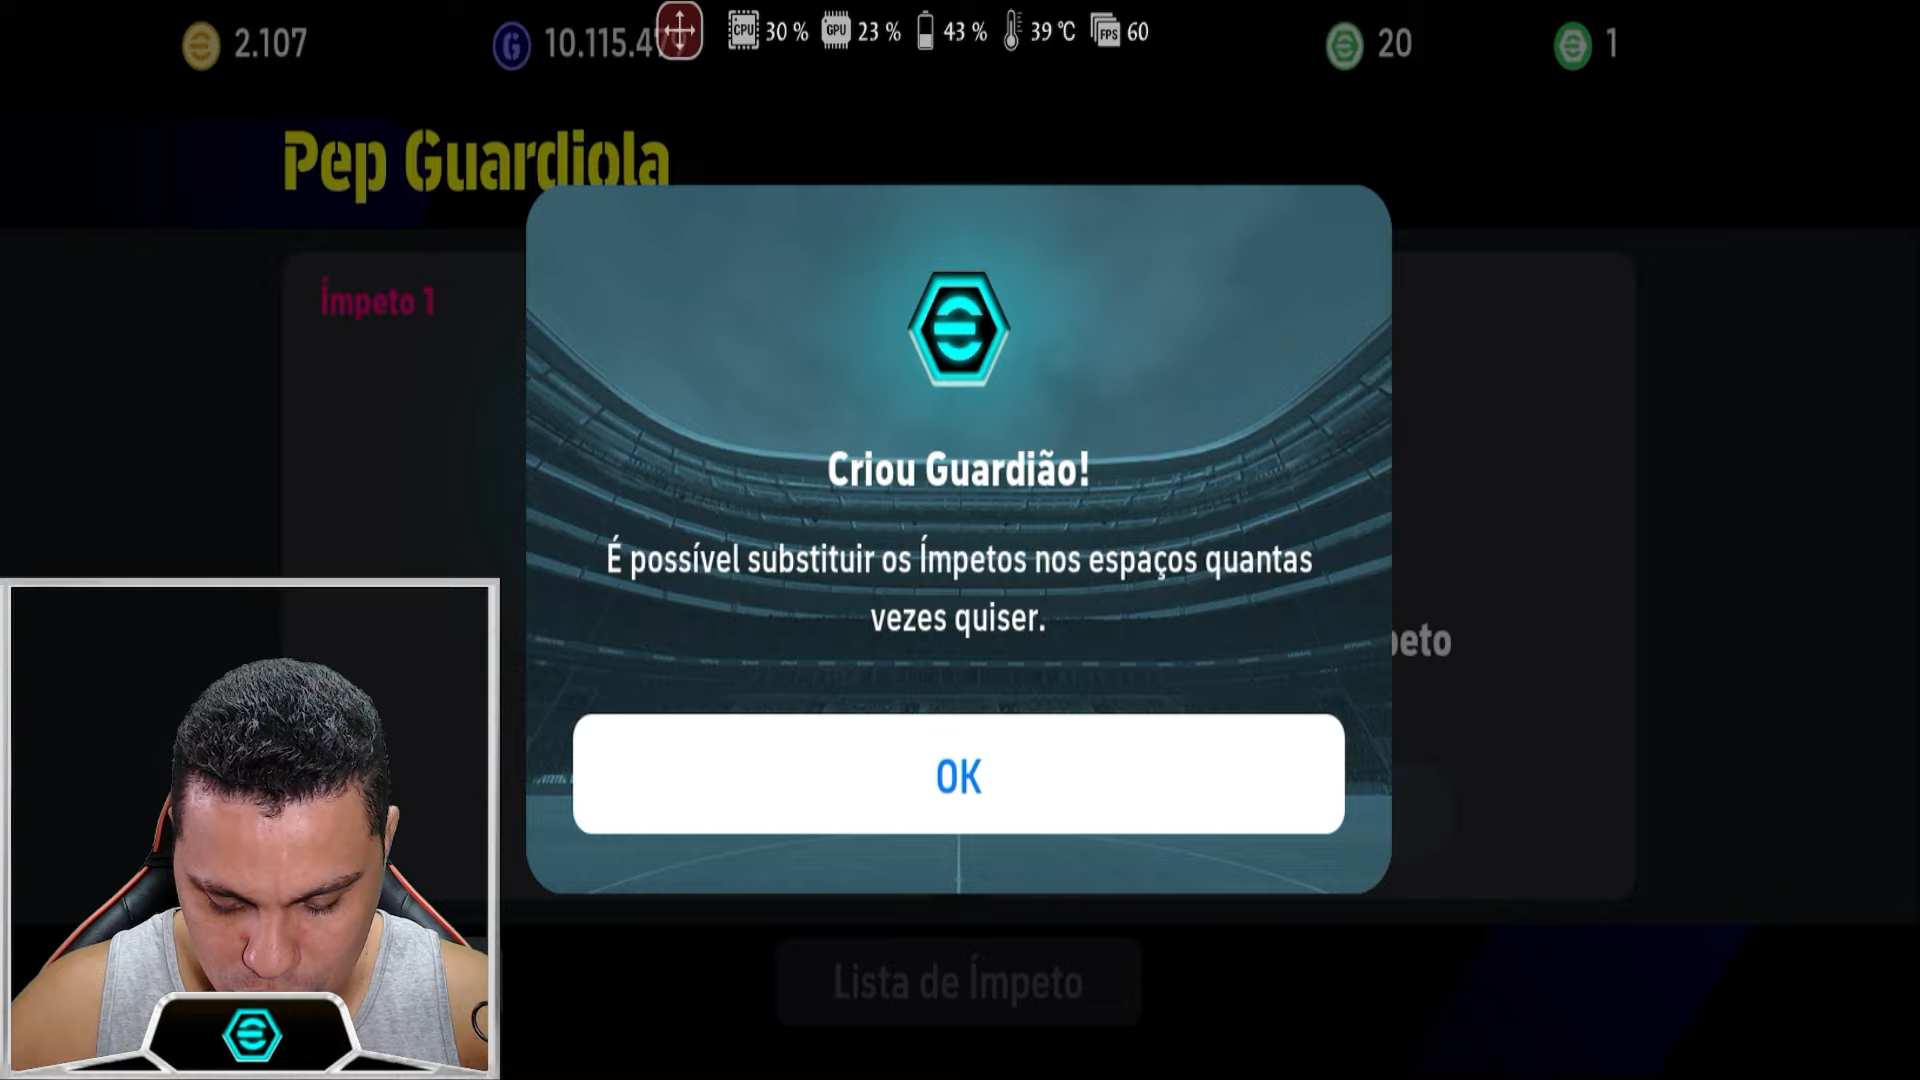 2.107
10.115.4
CPU 30 %
GPU 23 %
43 %
39 ℃
FPS 60
20
1
Pep Guardiola
Ímpeto 1
Criou Guardião!
É possível substituir os Ímpetos nos espaços quantas
vezes quiser.
peto
OK
Lista de Ímpeto